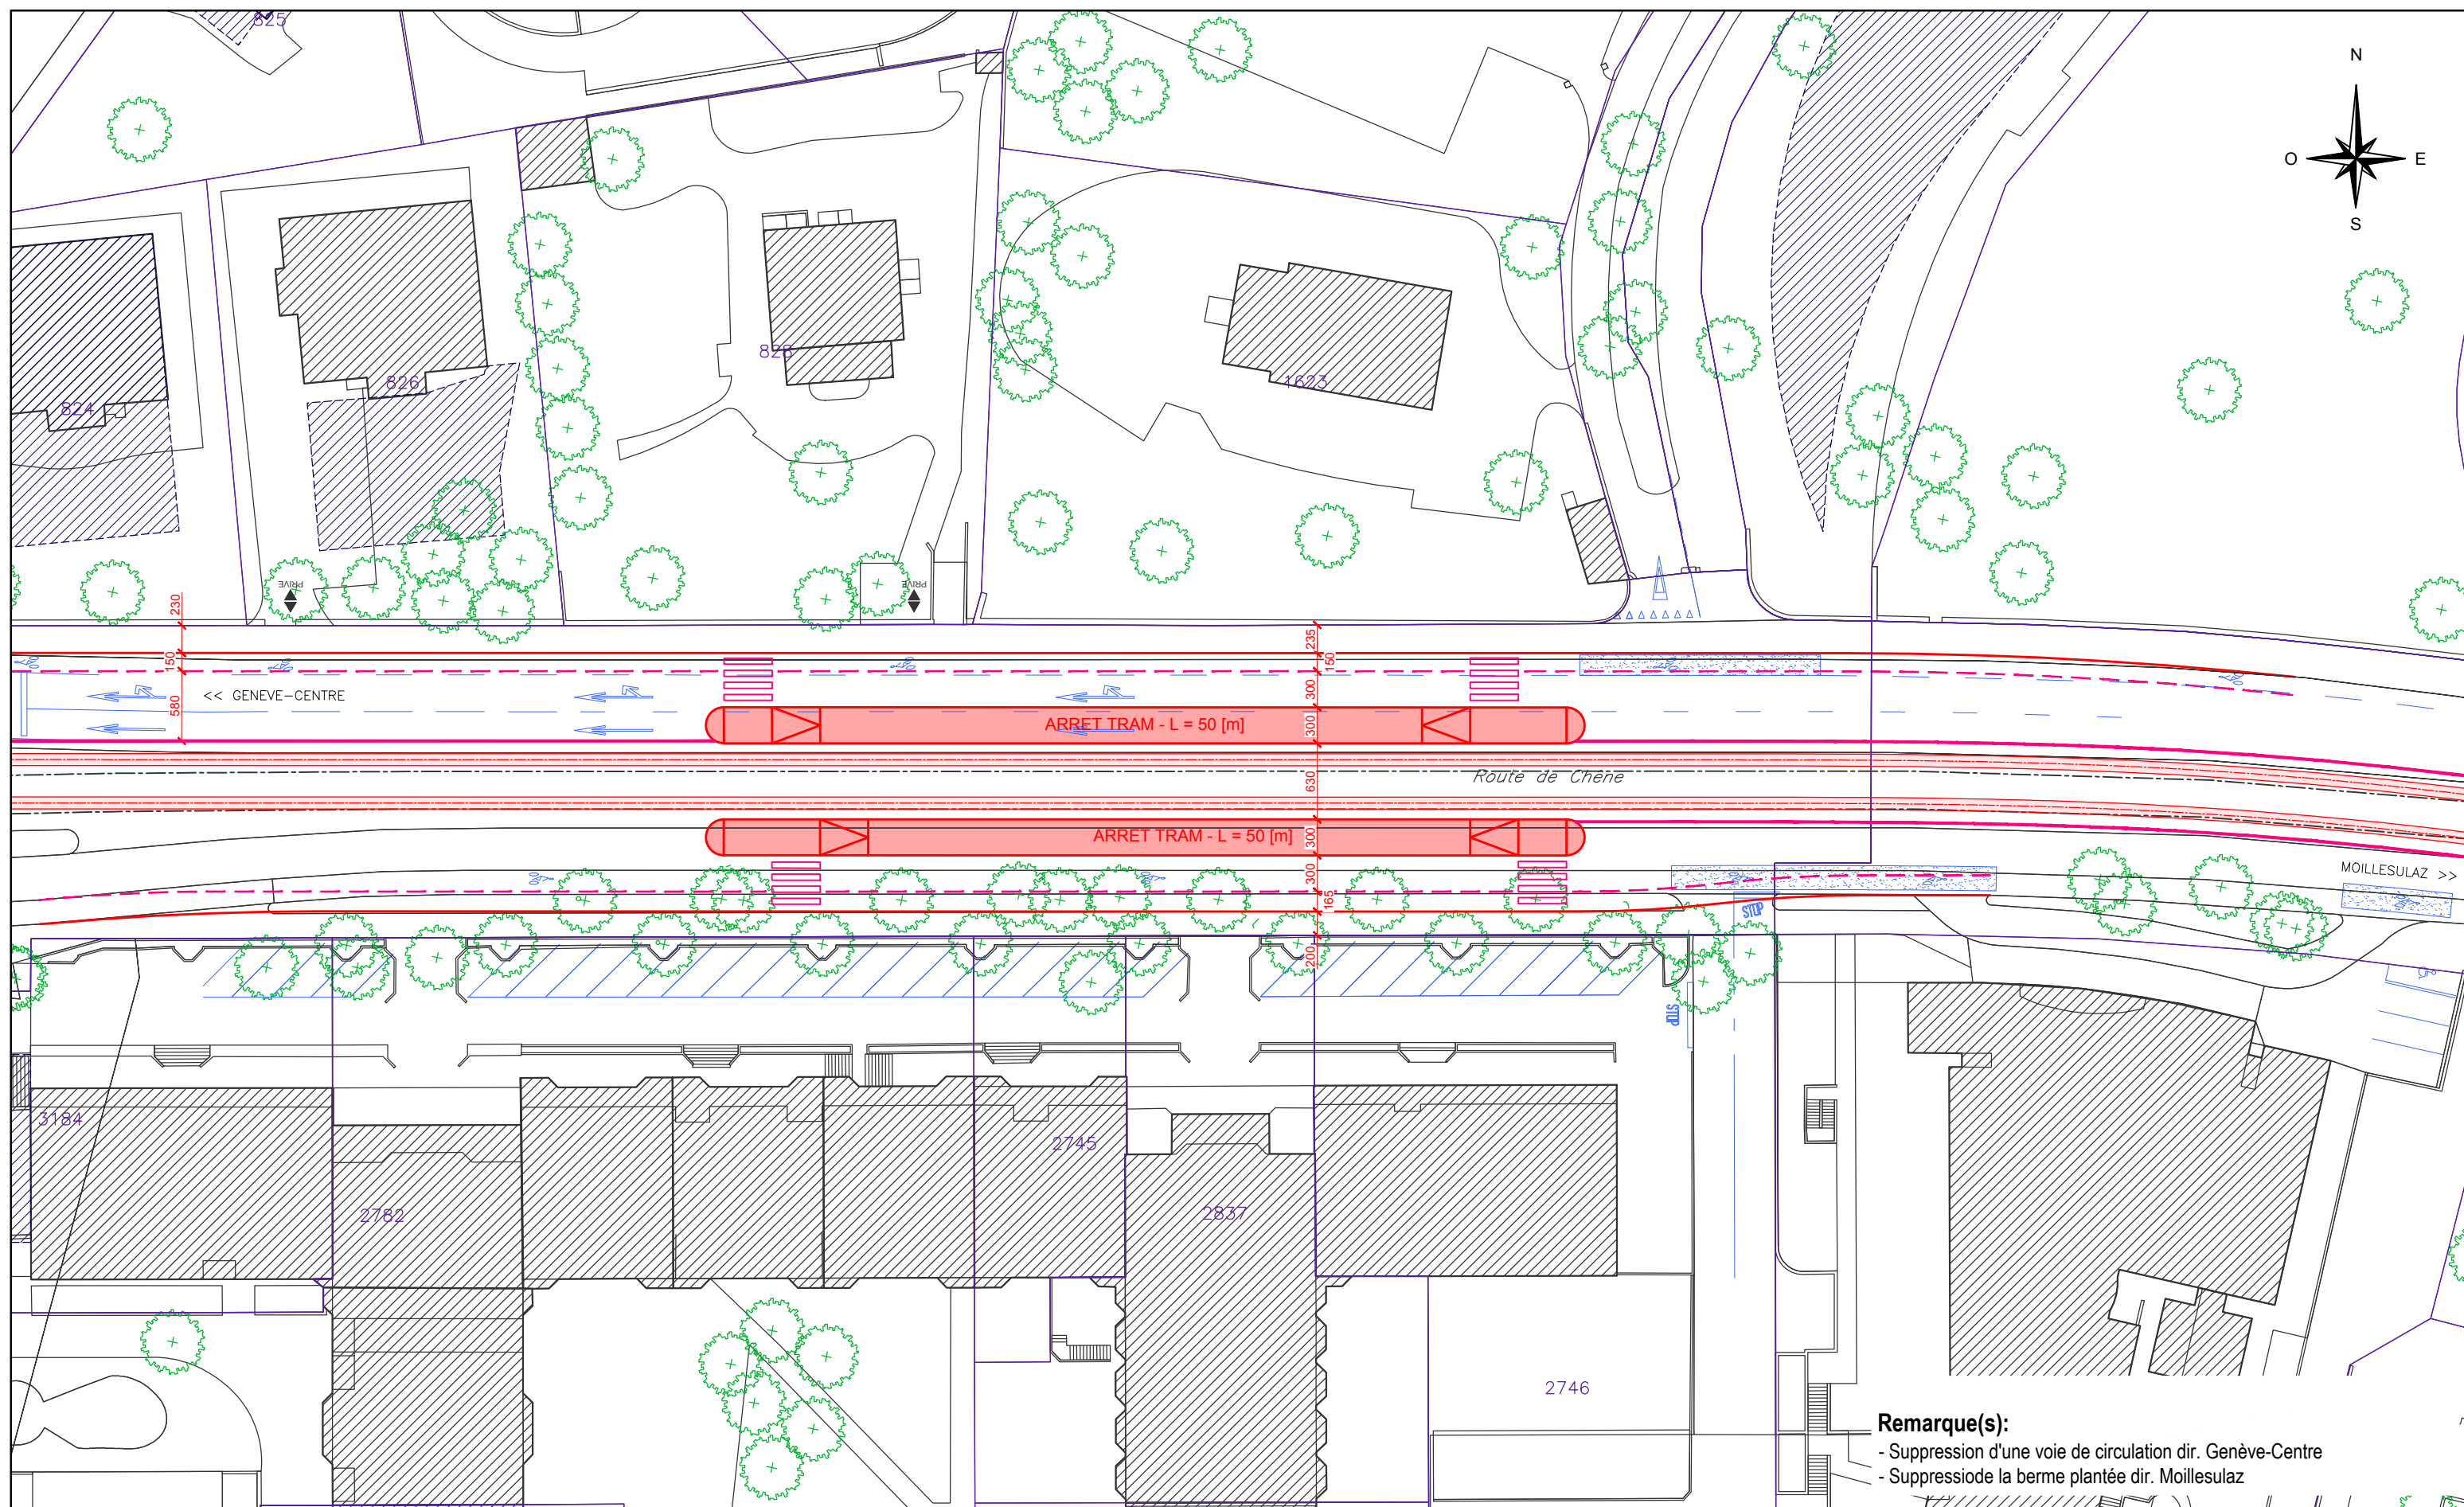 825
N
O
E
S
828
826
1623
824
PRIVE
PRIVE
230
235
150
150
<< GENEVE-CENTRE
580
300
ARRET TRAM - L = 50 [m]
300
Route de Chêne
630
ARRET TRAM - L = 50 [m]
300
300
MOILLESULAZ >>
165
STOP
200
STOP
3184
2745
2782
2837
2746
Remarque(s):
- Suppression d'une voie de circulation dir. Genève-Centre
- Suppressiode la berme plantée dir. Moillesulaz